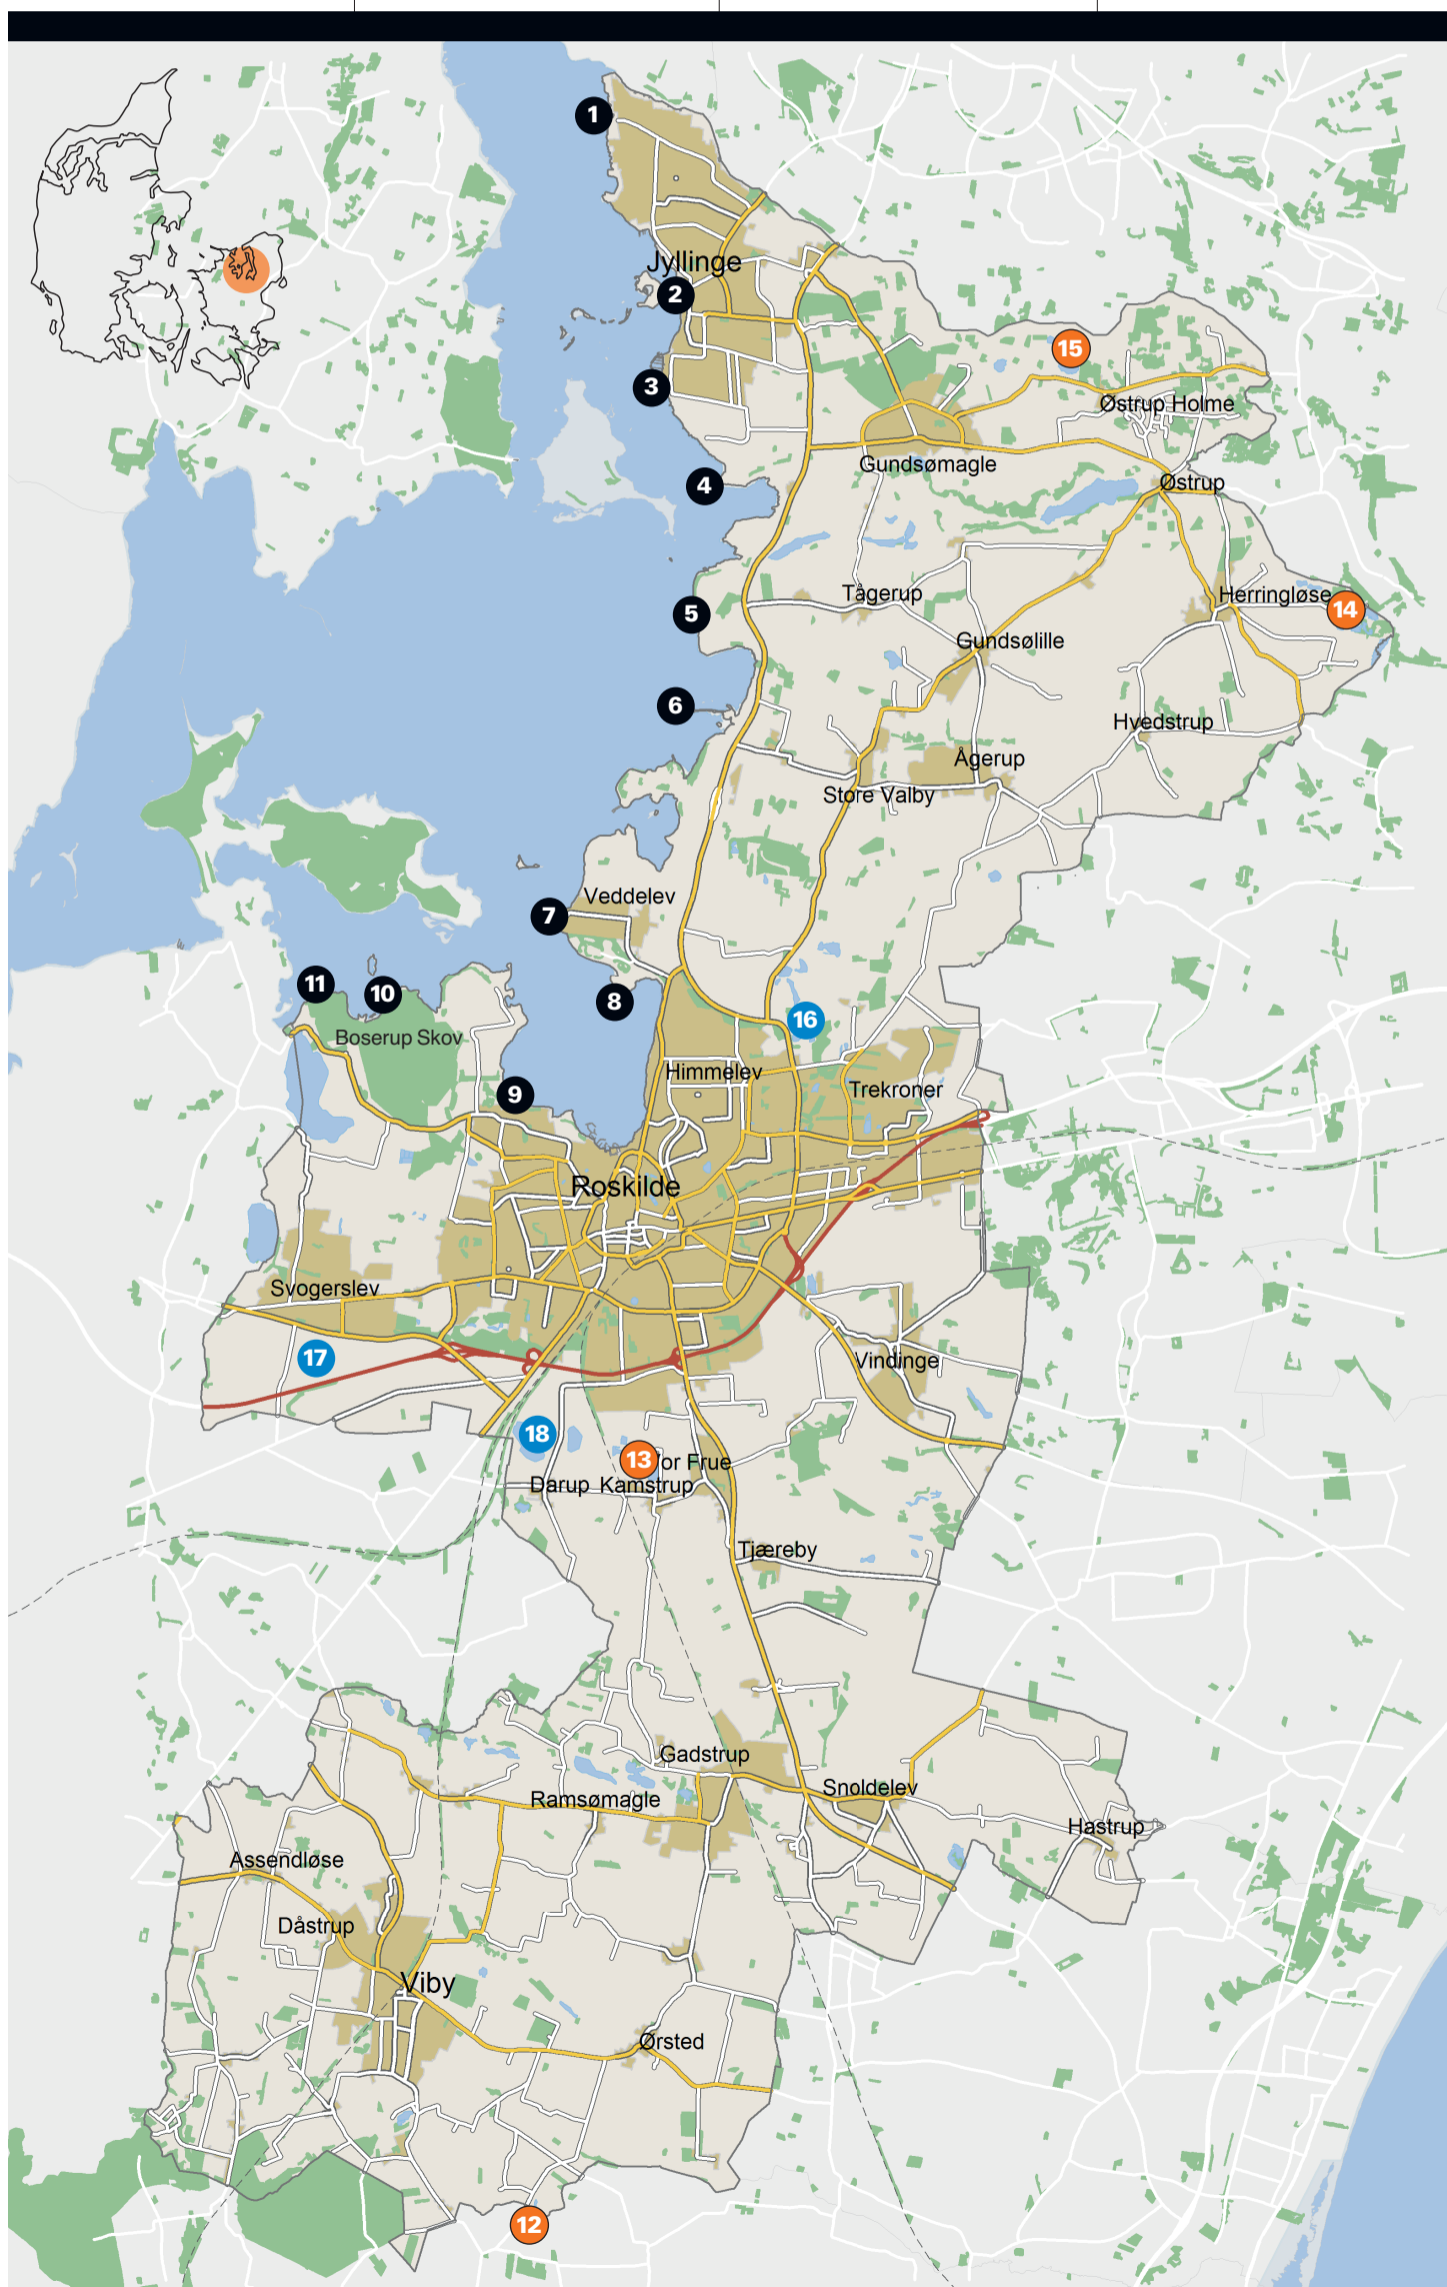 1
Jyllinge
2
15
3
Østrup Holme
Gundsømagle
4
Østrup
Tågerup
Herringløse
14
5
Gundsølille
6
Hvedstrup
Ågerup
Store Valby
Veddelev
7
11
10
8
16
Boserup Skov
Himmelev
Trekroner
9
Roskilde
Svogerslev
17
Vindinge
18
13
Vor Frue
Darup
Kamstrup
Tjæreby
Gadstrup
Snoldelev
Ramsømagle
Hastrup
Assendløse
Dåstrup
Viby
Ørsted
12